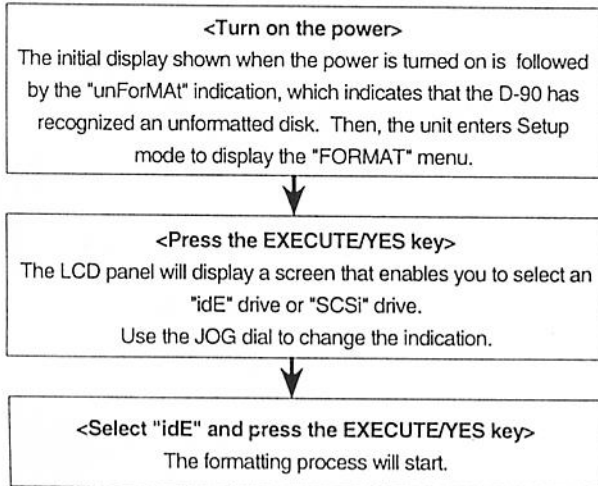 <Turn on the power>
The initial display shown when the power is turned on is followed
by the "unForMAt" indication, which indicates that the D-90 has
recognized an unformatted disk. Then, the unit enters Setup
mode to display the "FORMAT" menu.
<Press the EXECUTE/YES key>
The LCD panel will display a screen that enables you to select an
"idE" drive or "SCSi" drive.
Use the JOG dial to change the indication.
<Select "idE" and press the EXECUTE/YES key>
The formatting process will start.